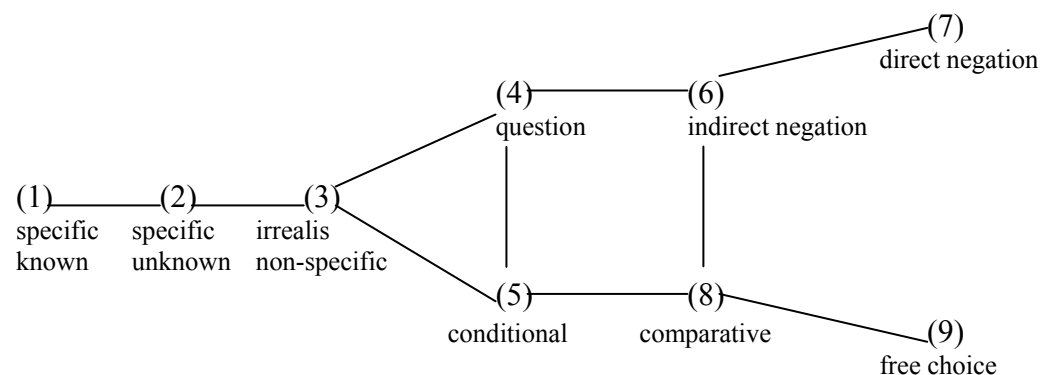 (7)
direct negation
(4)
question
(6)
indirect negation
(1)
specific
known
(2)
specific
unknown
(3)
irrealis
non-specific
(5)
conditional
(8)
comparative
(9)
free choice